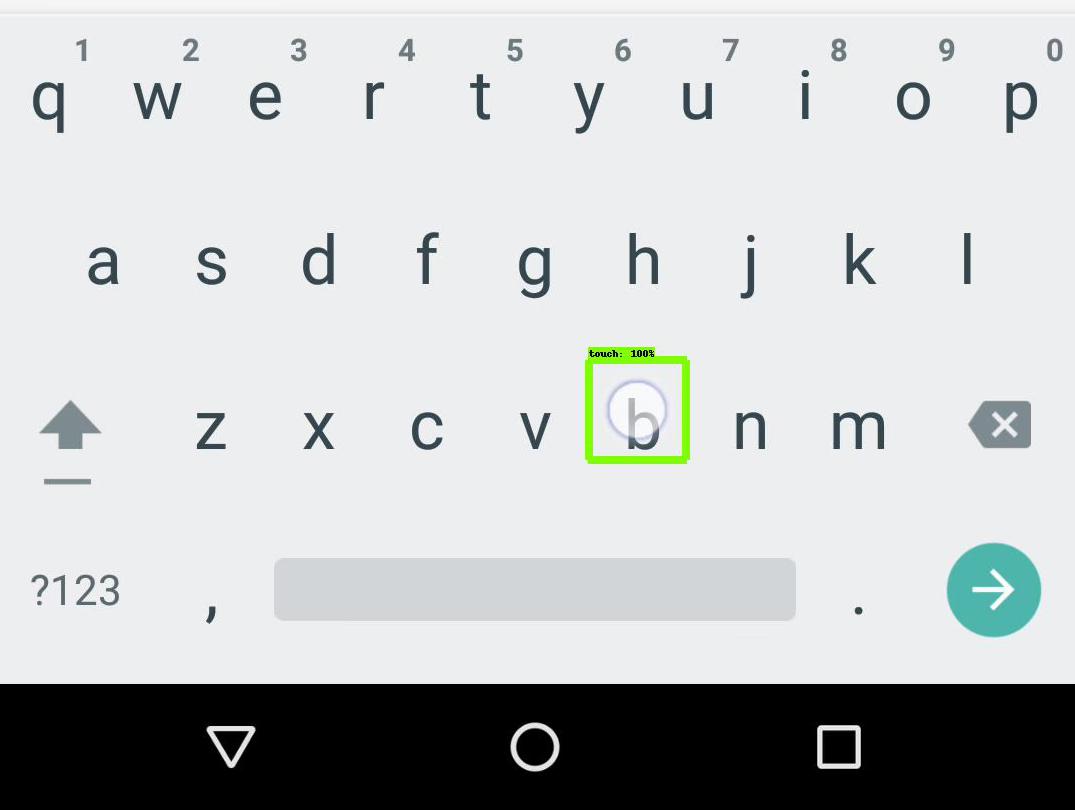 1 2 3 4 5 6 7 8 9 0
q w e r t y u i o p
a s d f g h j k l
touch: 100%
z x c v b n m
?123 , .